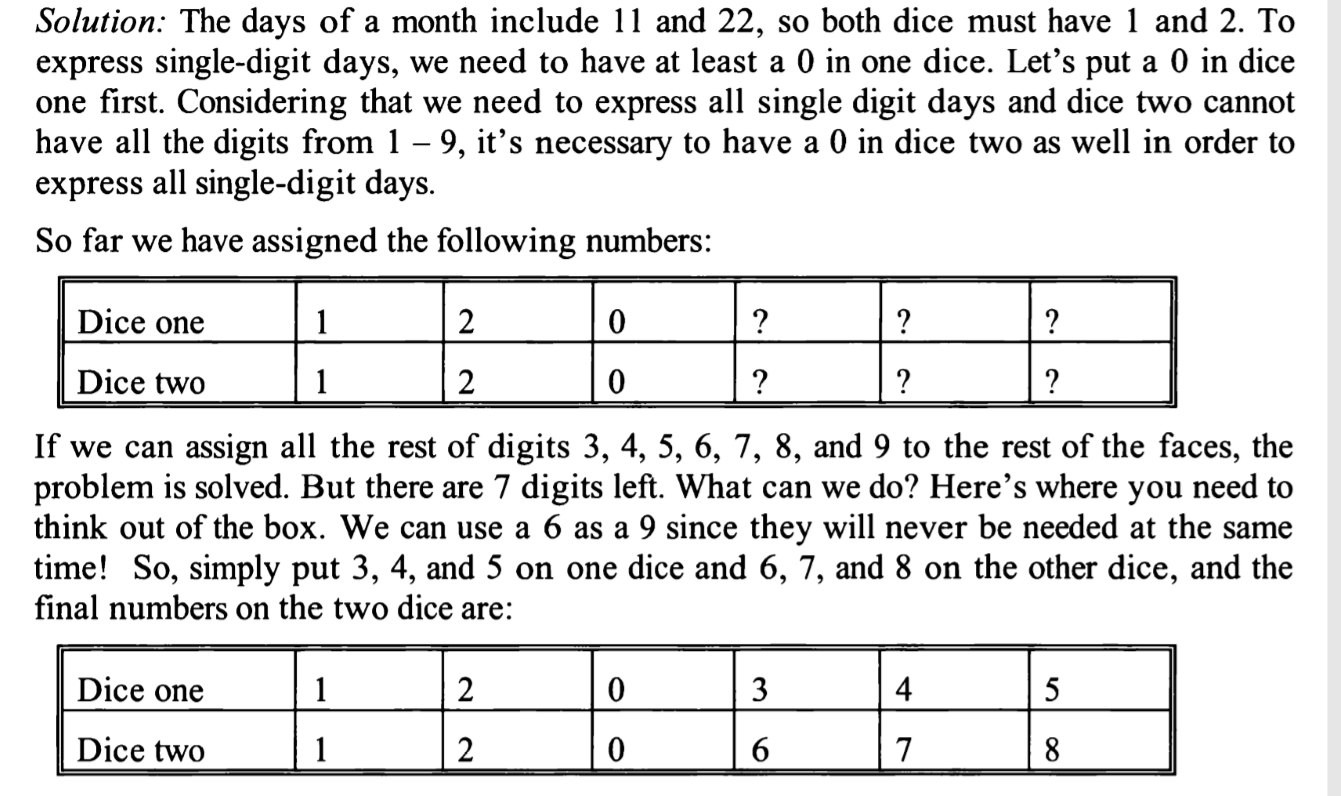 Solution: The days of a month include 11 and 22, so both dice must have 1 and 2. To
express single-digit days, we need to have at least a 0 in one dice. Let's put a 0 in dice
one first. Considering that we need to express all single digit days and dice two cannot
have all the digits from 1 – 9, it's necessary to have a 0 in dice two as well in order to
express all single-digit days.
So far we have assigned the following numbers:
Dice one 1 2 0 ? ? ?
Dice two 1 2 0 ? ? ?
If we can assign all the rest of digits 3, 4, 5, 6, 7, 8, and 9 to the rest of the faces, the
problem is solved. But there are 7 digits left. What can we do? Here's where you need to
think out of the box. We can use a 6 as a 9 since they will never be needed at the same
time! So, simply put 3, 4, and 5 on one dice and 6, 7, and 8 on the other dice, and the
final numbers on the two dice are:
Dice one 1 2 0 3 4 5
Dice two 1 2 0 6 7 8